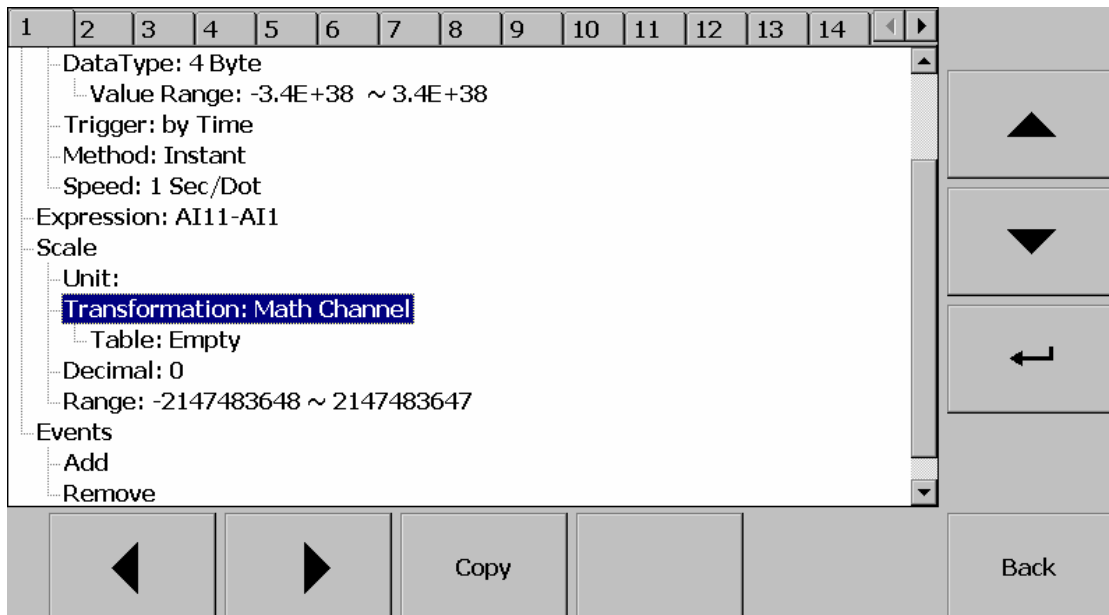 1 2 3 4 5 6 7 8 9 10 11 12 13 14
DataType: 4 Byte
Value Range: -3.4E+38 ~ 3.4E+38
Trigger: by Time
Method: Instant
Speed: 1 Sec/Dot
Expression: AI11-AI1
Scale
Unit:
Transformation: Math Channel
Table: Empty
Decimal: 0
Range: -2147483648 ~ 2147483647
Events
Add
Remove
Copy Back